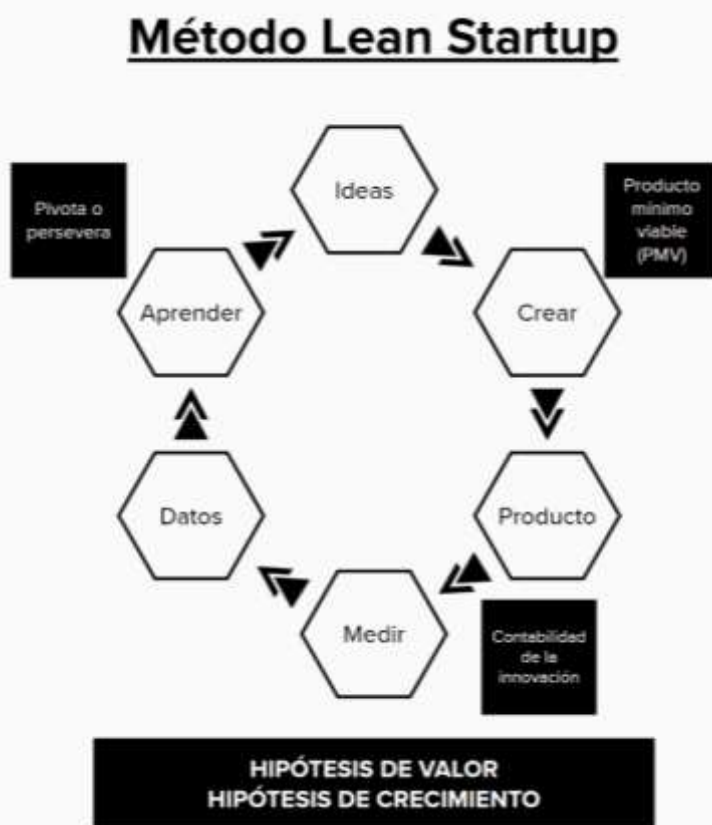 Método Lean Startup
Ideas
Pivota o
persevera
Producto
mínimo
viable
(PMV)
Aprender
Crear
Datos
Producto
Medir
Contabilidad
de la
innovación
HIPÓTESIS DE VALOR
HIPÓTESIS DE CRECIMIENTO